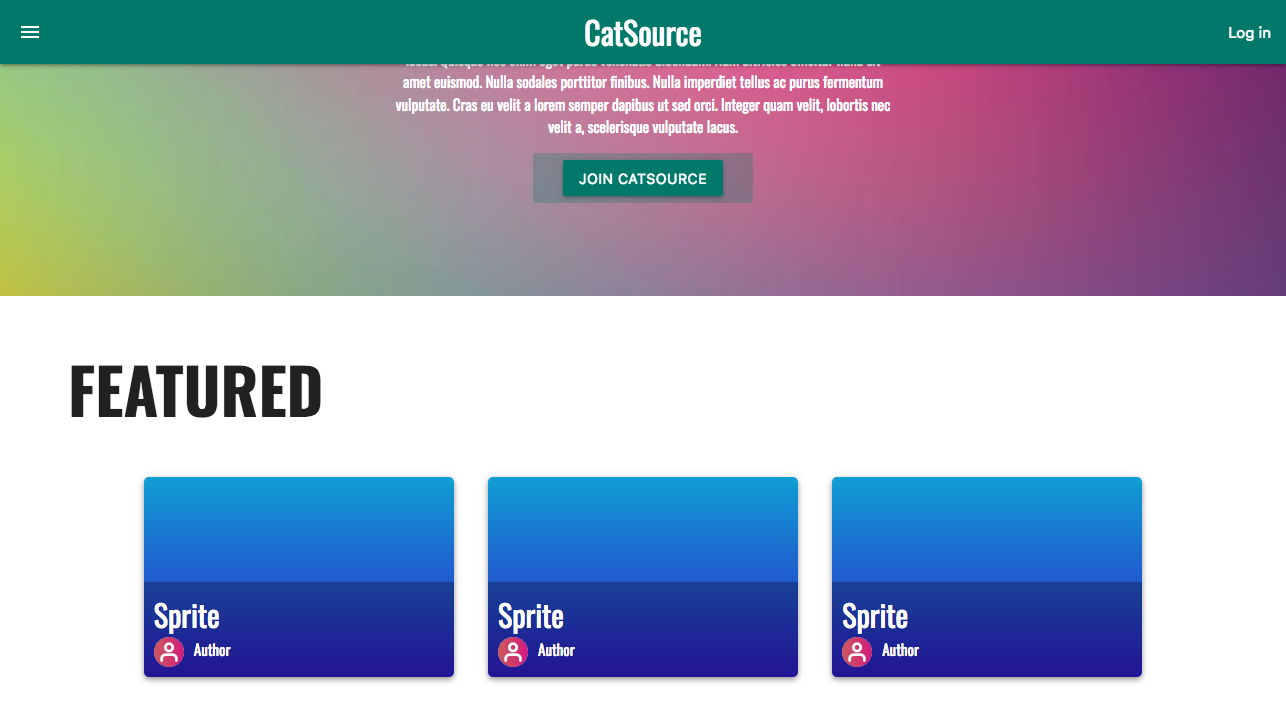 CatSource
Log in
amet euismod. Nulla sodales porttitor finibus. Nulla imperdiet tellus ac purus fermentum
vulputate. Cras eu velit a lorem semper dapibus ut sed orci. Integer quam velit, lobortis nec
velit a, scelerisque vulputate lacus.
JOIN CATSOURCE
FEATURED
Sprite
Author
Sprite
Author
Sprite
Author